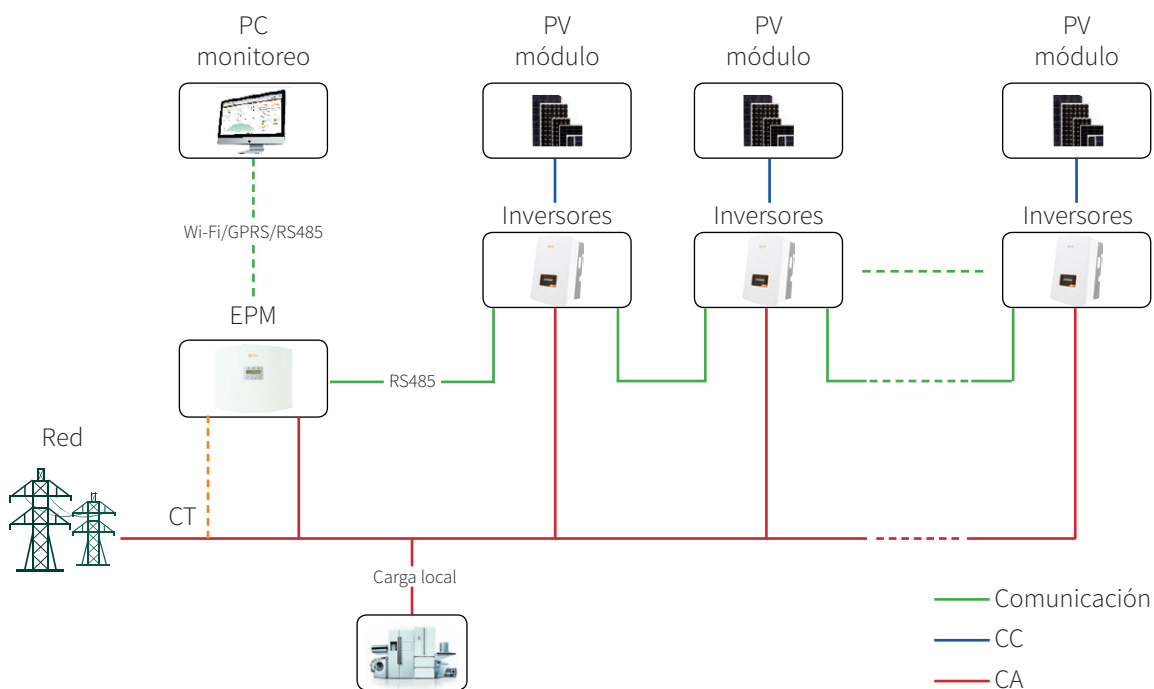 PC
monitoreo
PV
módulo
PV
módulo
PV
módulo
Inversores
Inversores
Inversores
Wi-Fi/GPRS/RS485
EPM
RS485
Red
CT
Carga local
Comunicación
CC
CA